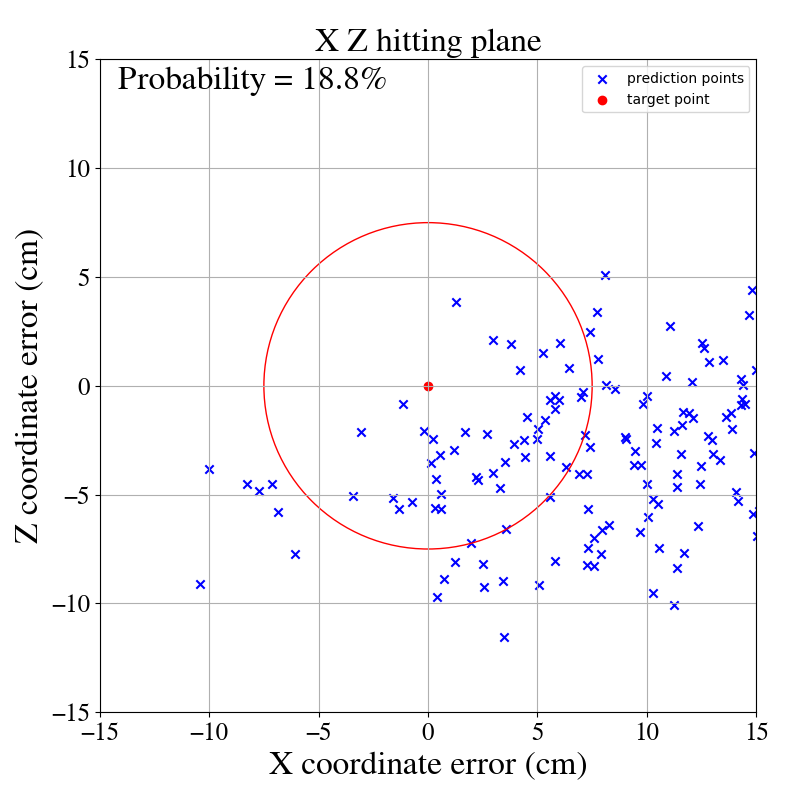 X Z hitting plane
Probability = 18.8%
prediction points
target point
15
10
5
0
−5
−10
−15
Z coordinate error (cm)
−15 −10 −5 0 5 10 15
X coordinate error (cm)